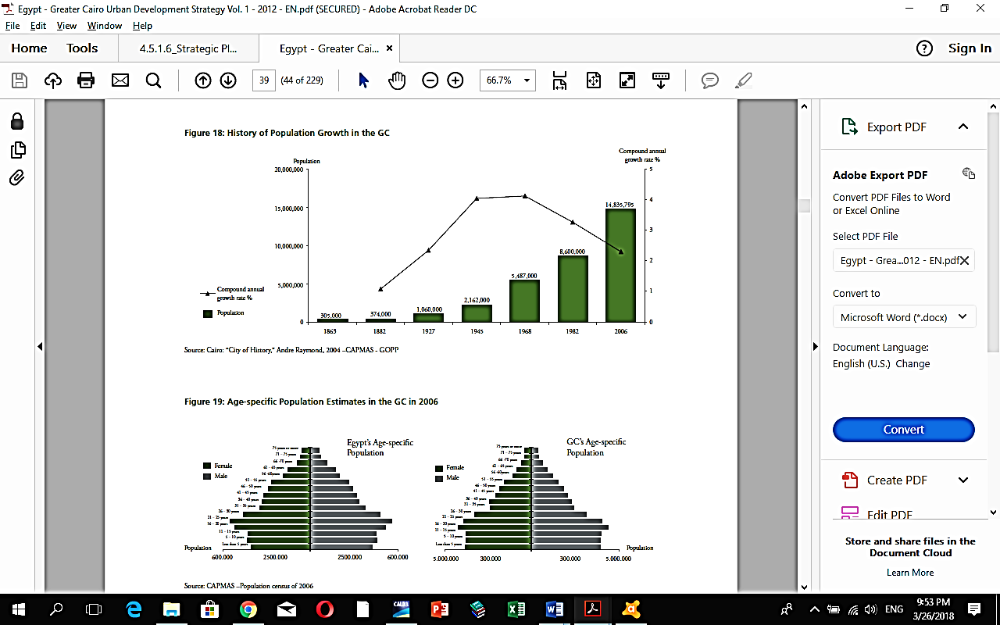 Egypt - Greater Cairo Urban Development Strategy Vol. 1 - 2012 - EN.pdf (SECURED) - Adobe Acrobat Reader DC
File Edit View Window Help
Home Tools 4.5.1.6_Strategic Pl... Egypt - Greater Cai... × Sign In
39 (44 of 229) 66.7%
Figure 18: History of Population Growth in the GC
Population
Compound annual
growth rate %
20,000,000
15,000,000
10,000,000
5,000,000
0
5
4
3
2
1
0
305,000
374,000
1,060,000
2,162,000
5,487,000
8,600,000
14,835,795
1863 1882 1927 1945 1968 1982 2006
Compound annual
growth rate %
Population
Source: Cairo: "City of History," Andre Raymond, 2004 –CAPMAS - GOPP
Figure 19: Age-specific Population Estimates in the GC in 2006
Egypt's Age-specific
Population
Female
Male
75 years or more
71 – 75 years
66 -70 years
61 – 65 years
56 -60years
51 – 55 years
46 – 50 years
41 – 45 years
36 – 40 years
31 – 35 years
26 – 30 years
21 – 25 years
16 – 20 years
11 – 15 years
5 – 10 years
Less than 5 years
Population
600.000 2500.000 2500.000 600.000
GC's Age-specific
Population
Female
Male
75 years or more
71 – 75 years
66 -70 years
61 – 65 years
56 -60years
51 – 55 years
46 – 50 years
41 – 45 years
36 – 40 years
31 – 35 years
26 – 30 years
21 – 25 years
16 – 20 years
11 – 15 years
5 – 10 years
Less than 5 years
Population
5.000.000 300.000 300.000 5.000.000
Source: CAPMAS –Population census of 2006
Export PDF
Adobe Export PDF
Convert PDF Files to Word
or Excel Online
Select PDF File
Egypt - Grea...012 - EN.pdf
Convert to
Microsoft Word (*.docx)
Document Language:
English (U.S.) Change
Convert
Create PDF
Edit PDF
Store and share files in the
Document Cloud
Learn More
ENG
9:53 PM
3/26/2018